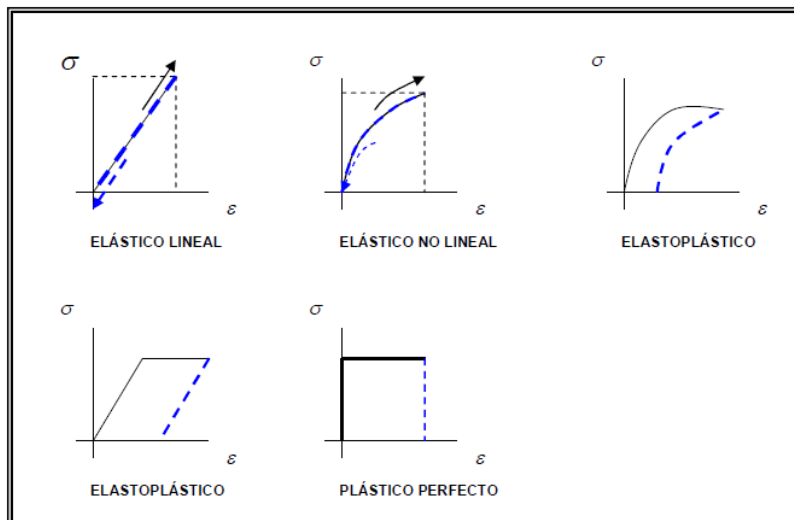 σ
σ
σ
ε
ε
ε
ELÁSTICO LINEAL
ELÁSTICO NO LINEAL
ELASTOPLÁSTICO
σ
σ
ε
ε
ELASTOPLÁSTICO
PLÁSTICO PERFECTO